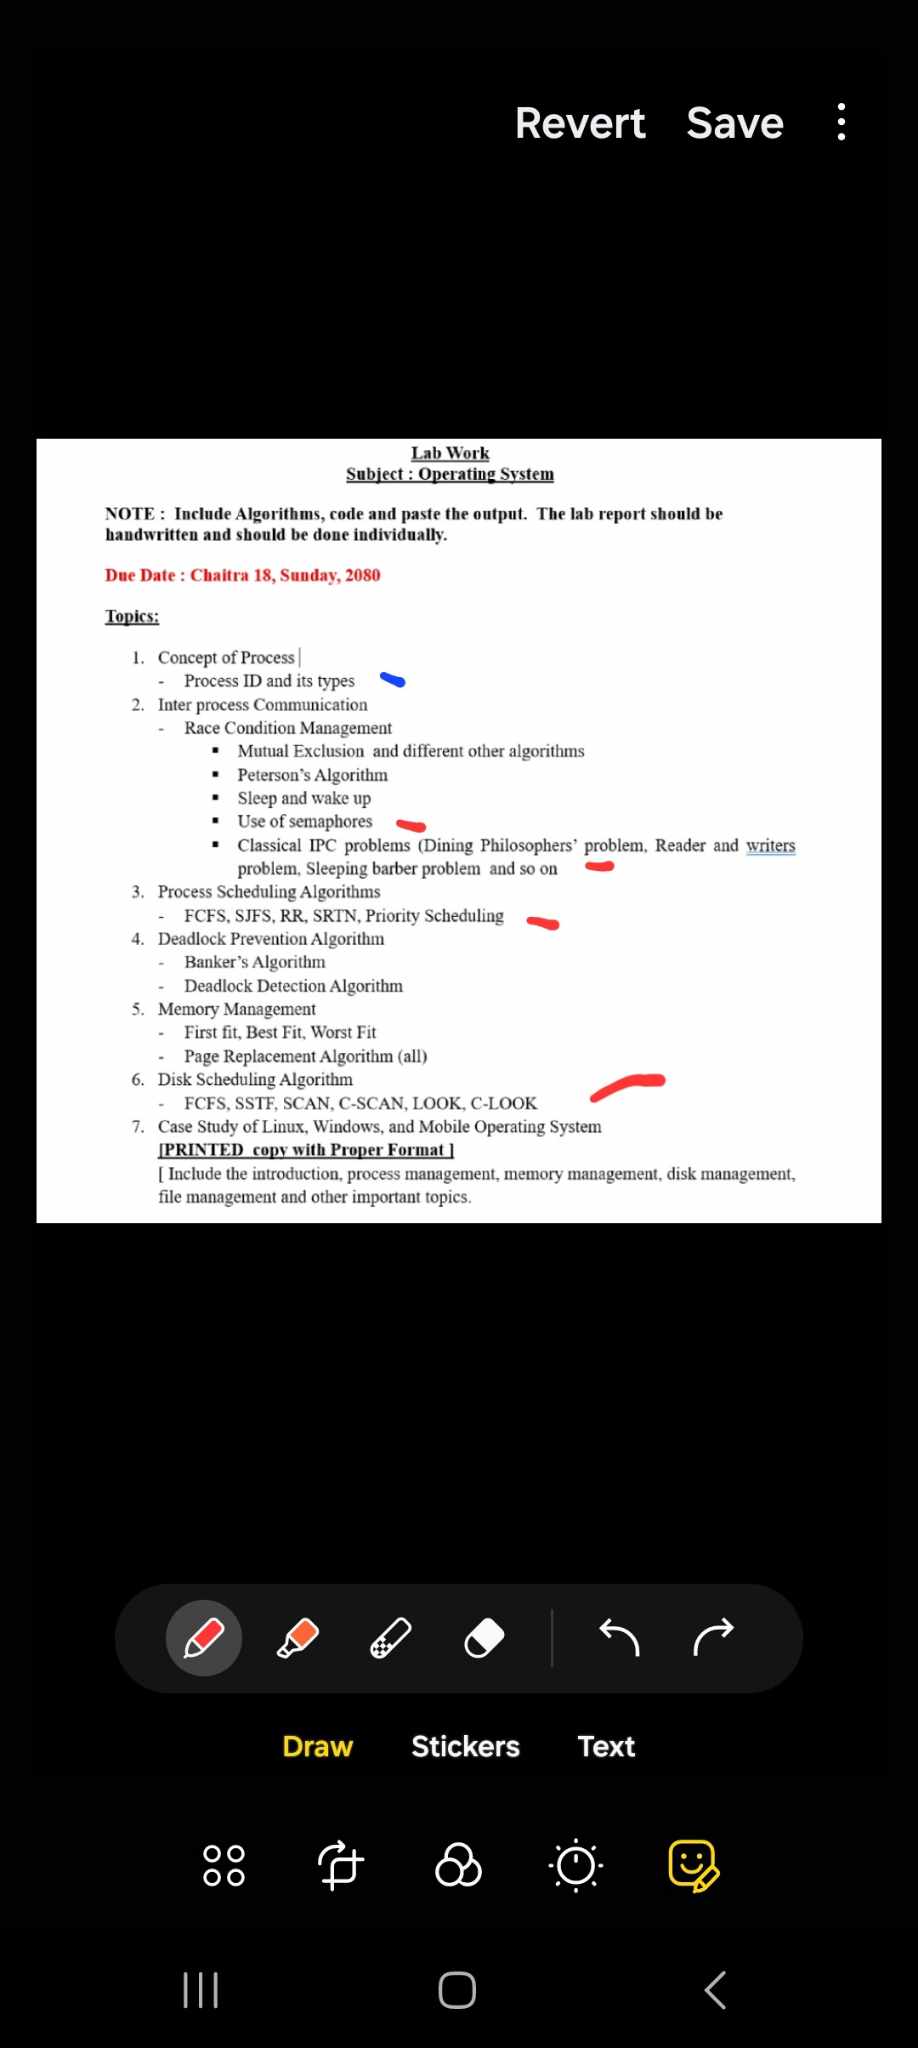 Revert Save
Lab Work
Subject : Operating System
NOTE : Include Algorithms, code and paste the output. The lab report should be
handwritten and should be done individually.
Due Date : Chaitra 18, Sunday, 2080
Topics:
1. Concept of Process
- Process ID and its types
2. Inter process Communication
- Race Condition Management
▪ Mutual Exclusion and different other algorithms
▪ Peterson's Algorithm
▪ Sleep and wake up
▪ Use of semaphores
▪ Classical IPC problems (Dining Philosophers' problem, Reader and writers
problem, Sleeping barber problem and so on
3. Process Scheduling Algorithms
- FCFS, SJFS, RR, SRTN, Priority Scheduling
4. Deadlock Prevention Algorithm
- Banker's Algorithm
- Deadlock Detection Algorithm
5. Memory Management
- First fit, Best Fit, Worst Fit
- Page Replacement Algorithm (all)
6. Disk Scheduling Algorithm
- FCFS, SSTF, SCAN, C-SCAN, LOOK, C-LOOK
7. Case Study of Linux, Windows, and Mobile Operating System
[PRINTED copy with Proper Format ]
[ Include the introduction, process management, memory management, disk management,
file management and other important topics.
Draw Stickers Text